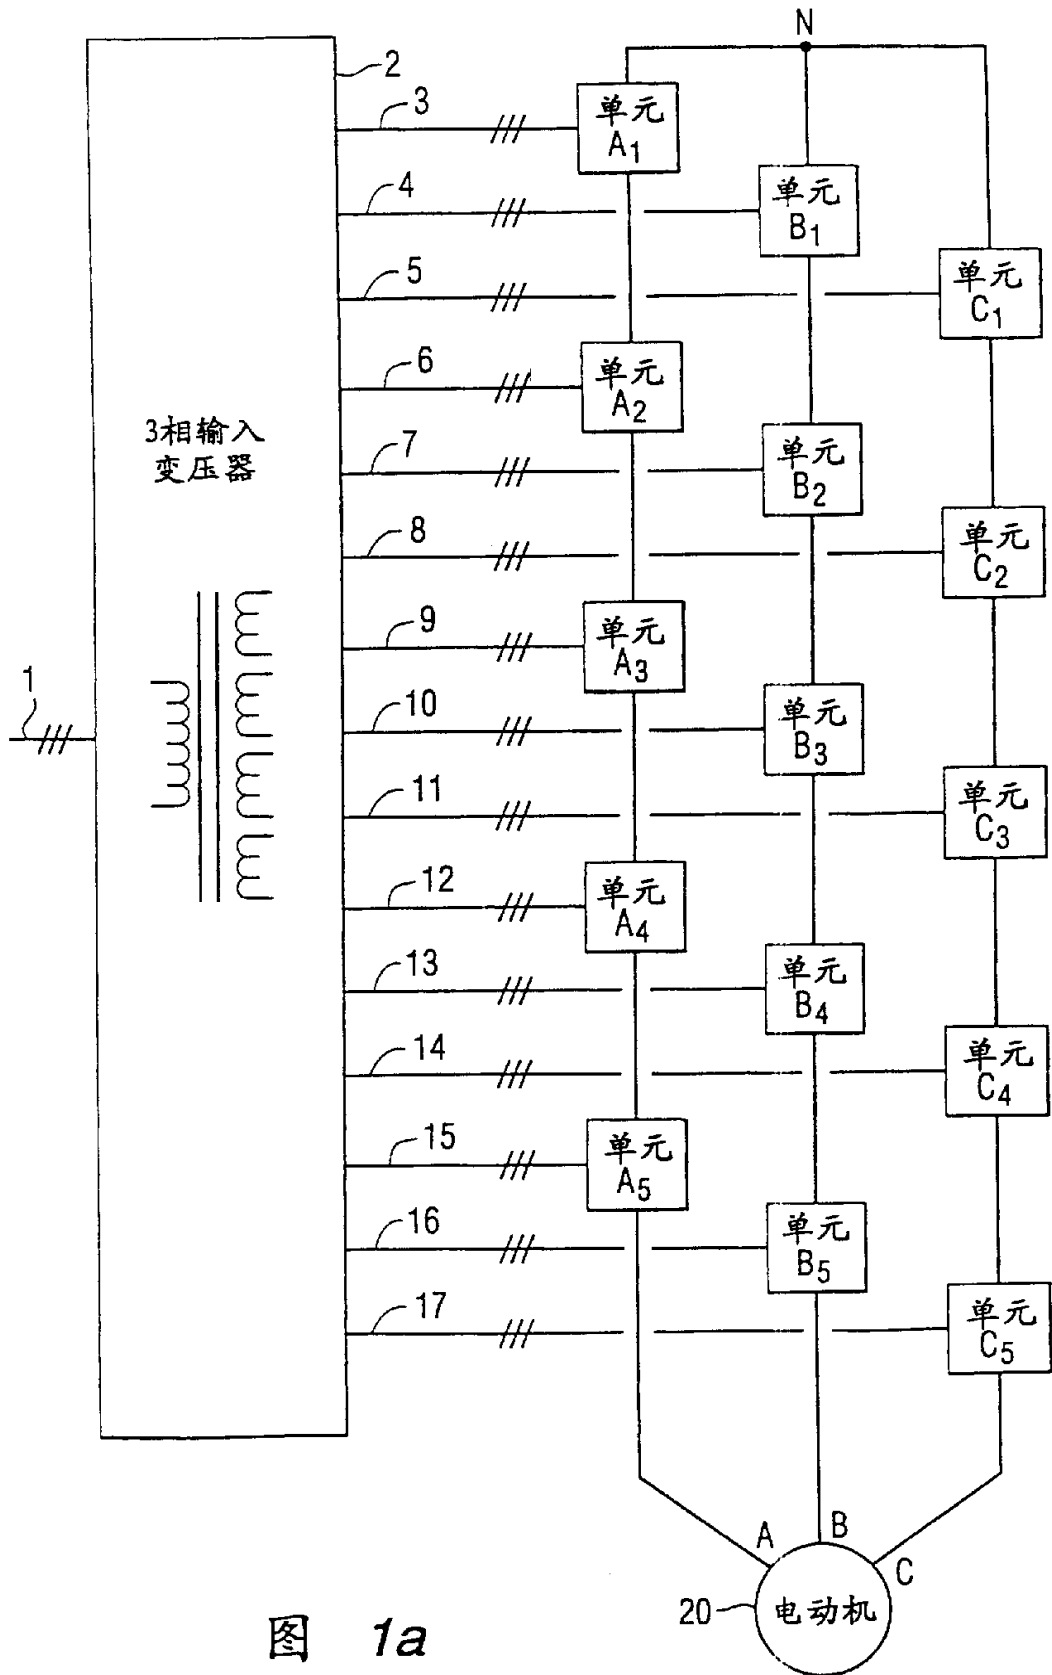 N
2
3
单元
A1
4
单元
B1
5
单元
C1
6
单元
A2
3相输入
变压器
7
单元
B2
8
单元
C2
9
单元
A3
1
10
单元
B3
11
单元
C3
12
单元
A4
13
单元
B4
14
单元
C4
15
单元
A5
16
单元
B5
17
单元
C5
A
B
C
20
电动机
图 1a